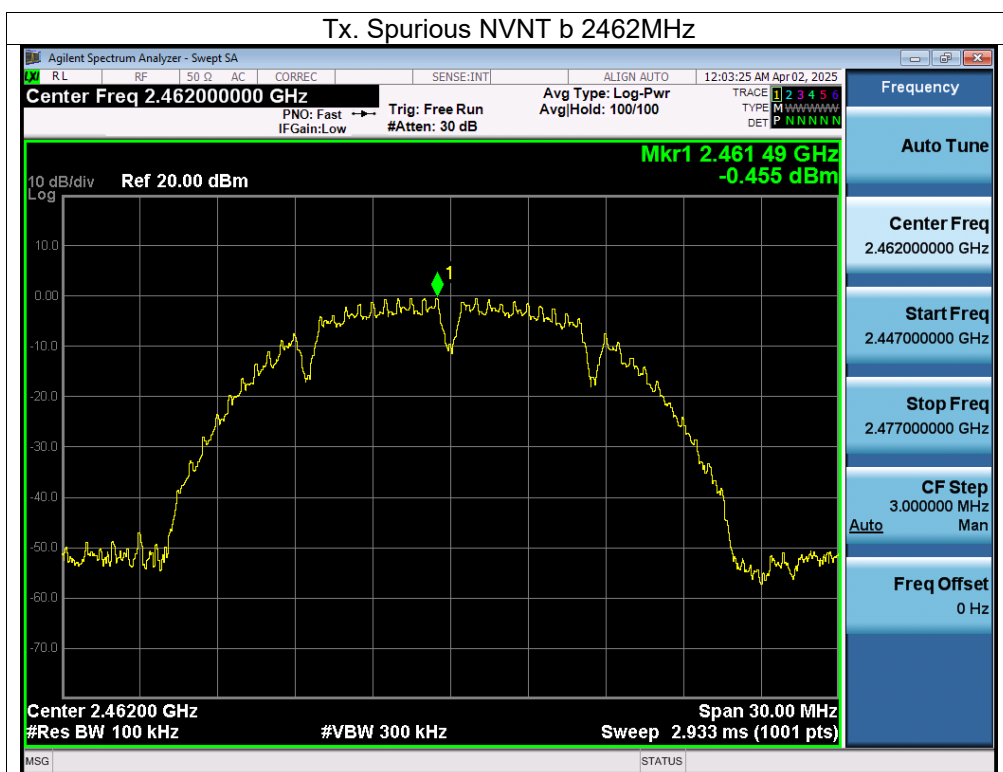 Tx. Spurious NVNT b 2462MHz
Agilent Spectrum Analyzer - Swept SA
LXI RL RF 50 Ω AC CORREC SENSE:INT ALIGN AUTO 12:03:25 AM Apr 02, 2025
Center Freq 2.462000000 GHz
PNO: Fast
IFGain:Low
Trig: Free Run
#Atten: 30 dB
Avg Type: Log-Pwr
Avg|Hold: 100/100
TRACE 1 2 3 4 5 6
TYPE M WWWWW
DET P N N N N N
Mkr1 2.461 49 GHz
-0.455 dBm
10 dB/div Ref 20.00 dBm
Log
10.0
0.00
-10.0
-20.0
-30.0
-40.0
-50.0
-60.0
-70.0
1
Center 2.46200 GHz Span 30.00 MHz
#Res BW 100 kHz #VBW 300 kHz Sweep 2.933 ms (1001 pts)
MSG STATUS
Frequency
Auto Tune
Center Freq
2.462000000 GHz
Start Freq
2.447000000 GHz
Stop Freq
2.477000000 GHz
CF Step
3.000000 MHz
Auto Man
Freq Offset
0 Hz